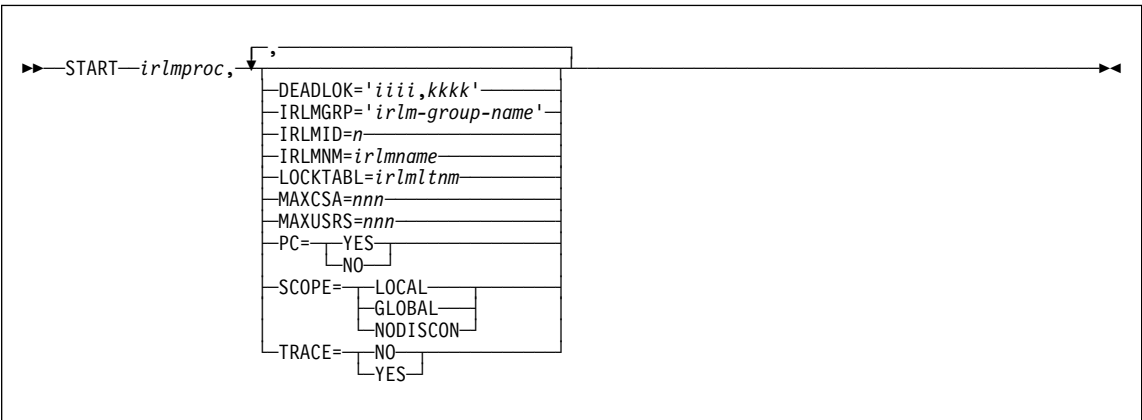 ,
START irlmproc,
DEADLOK='iiii,kkkk'
IRLMGRP='irlm-group-name'
IRLMID=n
IRLMNM=irlmname
LOCKTABL=irlmltnm
MAXCSA=nnn
MAXUSRS=nnn
PC= YES
NO
SCOPE= LOCAL
GLOBAL
NODISCON
TRACE= NO
YES